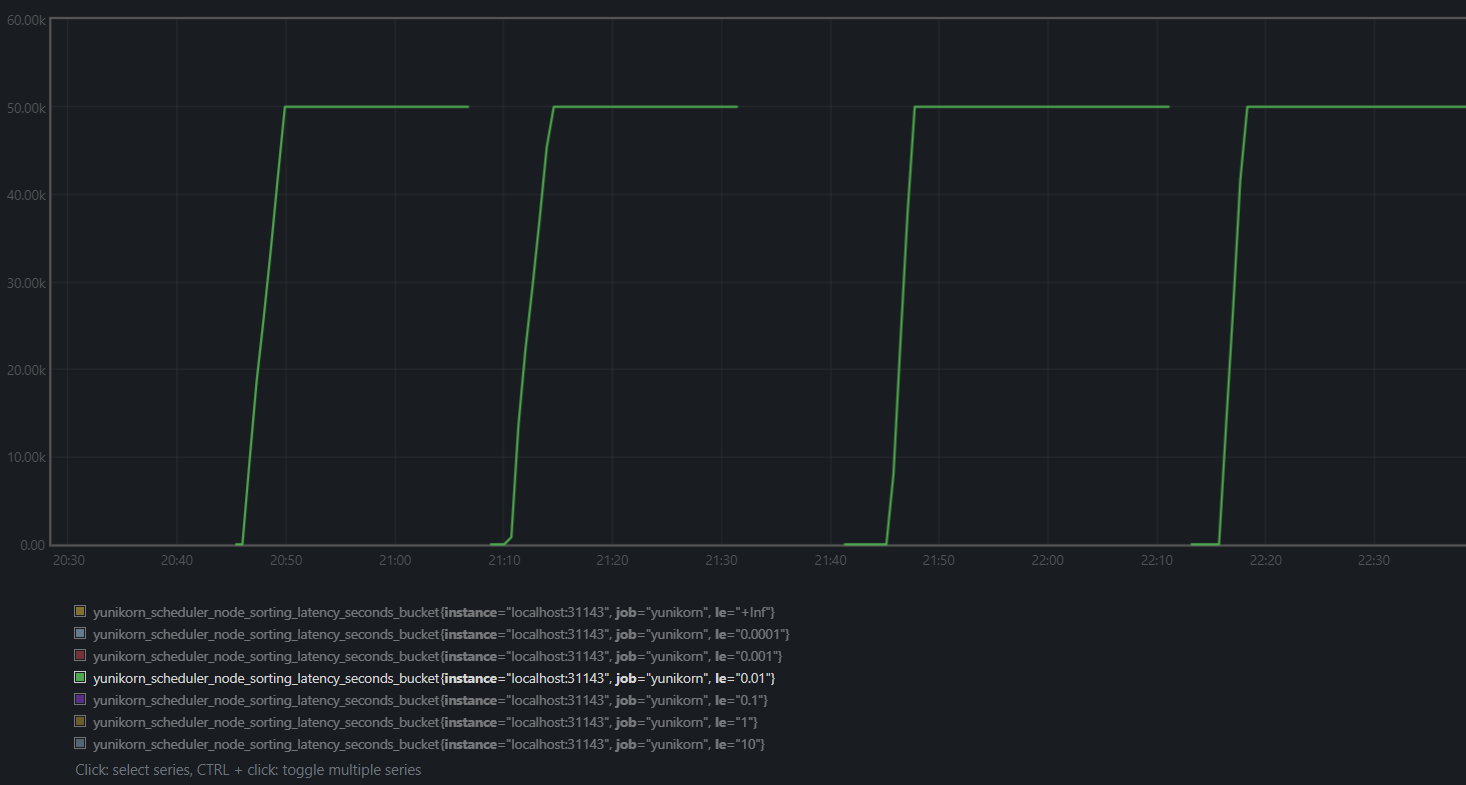 60.00k
50.00k
40.00k
30.00k
20.00k
10.00k
0.00
20:30 20:40 20:50 21:00 21:10 21:20 21:30 21:40 21:50 22:00 22:10 22:20 22:30
yunikorn_scheduler_node_sorting_latency_seconds_bucket{instance="localhost:31143", job="yunikorn", le="+Inf"}
yunikorn_scheduler_node_sorting_latency_seconds_bucket{instance="localhost:31143", job="yunikorn", le="0.0001"}
yunikorn_scheduler_node_sorting_latency_seconds_bucket{instance="localhost:31143", job="yunikorn", le="0.001"}
yunikorn_scheduler_node_sorting_latency_seconds_bucket{instance="localhost:31143", job="yunikorn", le="0.01"}
yunikorn_scheduler_node_sorting_latency_seconds_bucket{instance="localhost:31143", job="yunikorn", le="0.1"}
yunikorn_scheduler_node_sorting_latency_seconds_bucket{instance="localhost:31143", job="yunikorn", le="1"}
yunikorn_scheduler_node_sorting_latency_seconds_bucket{instance="localhost:31143", job="yunikorn", le="10"}
Click: select series, CTRL + click: toggle multiple series